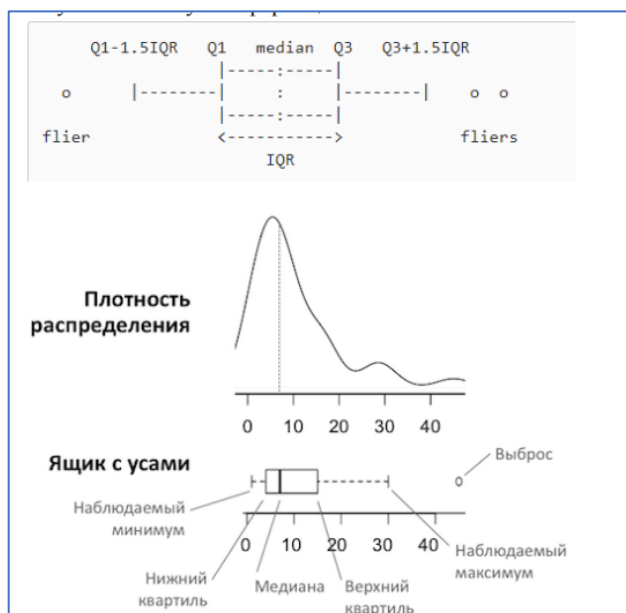 Q1-1.5IQR Q1 median Q3 Q3+1.5IQR
|-----:-----|
o |--------| : |--------| o o
|-----:-----|
flier <-----------> fliers
IQR
Плотность
распределения
0 10 20 30 40
Ящик с усами
Выброс
Наблюдаемый
минимум
0 10 20 30 40
Наблюдаемый
максимум
Нижний
квартиль
Медиана
Верхний
квартиль